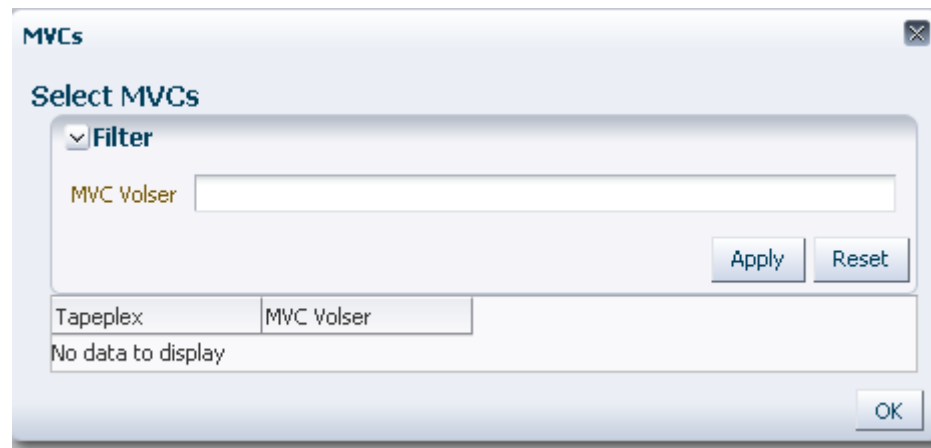 MVCs
Select MVCs
Filter
MVC Volser
Apply Reset
Tapeplex MVC Volser
No data to display
OK